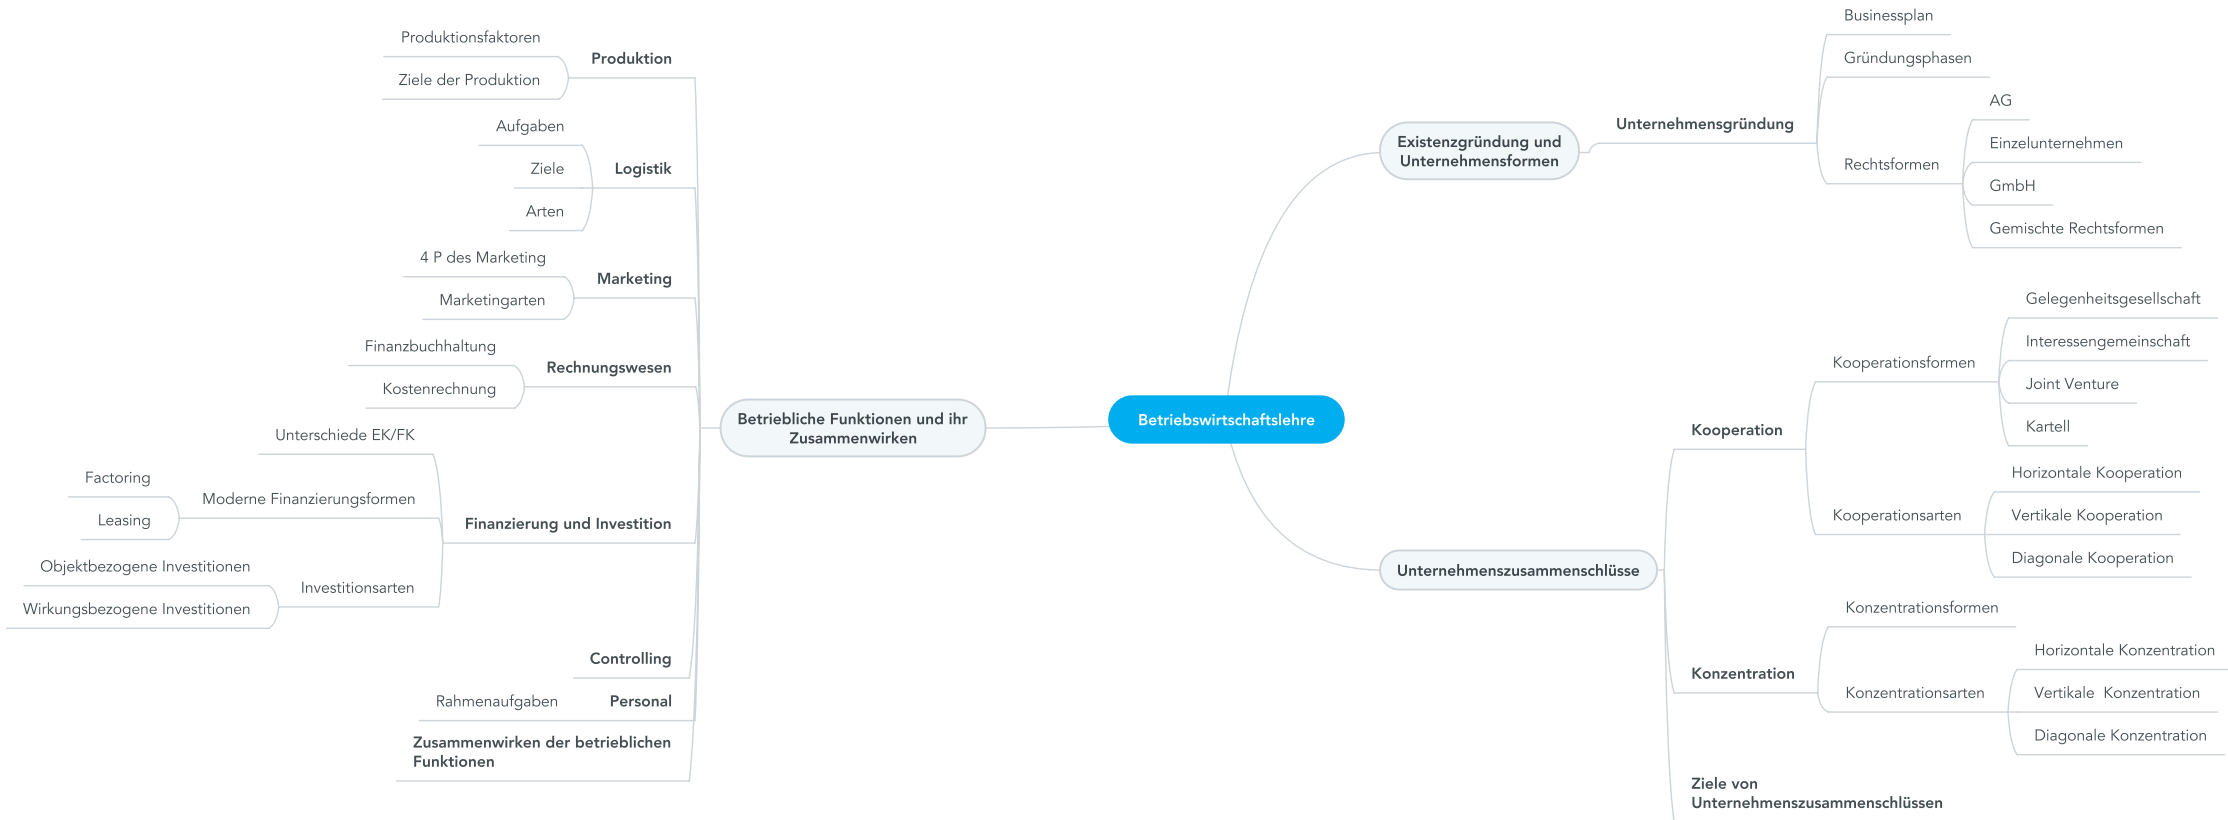 Betriebswirtschaftslehre
Existenzgründung und
Unternehmensformen
Unternehmensgründung
Businessplan
Gründungsphasen
Rechtsformen
AG
Einzelunternehmen
GmbH
Gemischte Rechtsformen
Unternehmenszusammenschlüsse
Kooperation
Kooperationsformen
Gelegenheitsgesellschaft
Interessengemeinschaft
Joint Venture
Kartell
Kooperationsarten
Horizontale Kooperation
Vertikale Kooperation
Diagonale Kooperation
Konzentration
Konzentrationsformen
Konzentrationsarten
Horizontale Konzentration
Vertikale  Konzentration
Diagonale Konzentration
Ziele von
Unternehmenszusammenschlüssen
Betriebliche Funktionen und ihr
Zusammenwirken
Produktion
Produktionsfaktoren
Ziele der Produktion
Logistik
Aufgaben
Ziele
Arten
Marketing
4 P des Marketing
Marketingarten
Rechnungswesen
Finanzbuchhaltung
Kostenrechnung
Finanzierung und Investition
Unterschiede EK/FK
Moderne Finanzierungsformen
Factoring
Leasing
Investitionsarten
Objektbezogene Investitionen
Wirkungsbezogene Investitionen
Controlling
Personal
Rahmenaufgaben
Zusammenwirken der betrieblichen
Funktionen